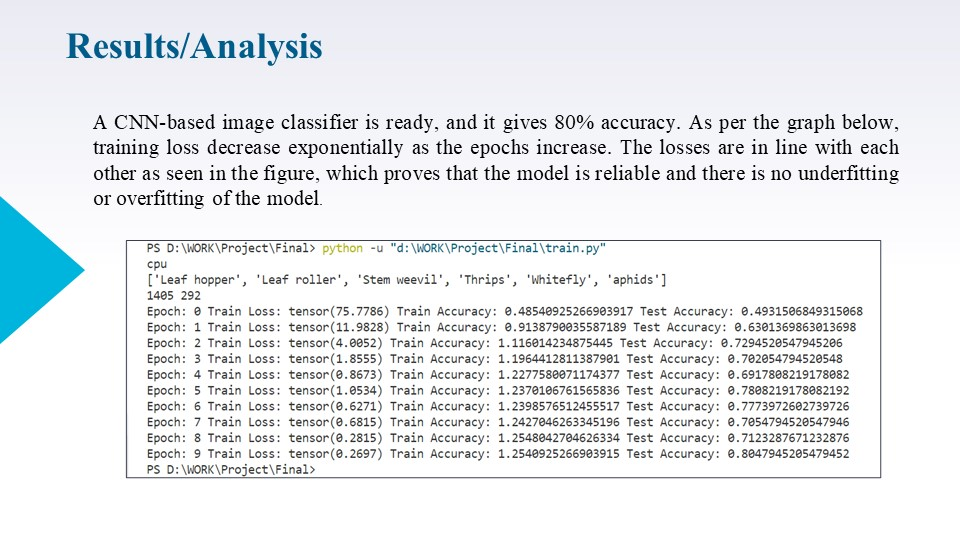 Results/Analysis
A CNN-based image classifier is ready, and it gives 80% accuracy. As per the graph below,
training loss decrease exponentially as the epochs increase. The losses are in line with each
other as seen in the figure, which proves that the model is reliable and there is no underfitting
or overfitting of the model.
PS D:\WORK\Project\Final> python -u "d:\WORK\Project\Final\train.py"
cpu
['Leaf hopper', 'Leaf roller', 'Stem weevil', 'Thrips', 'Whitefly', 'aphids']
1405 292
Epoch: 0 Train Loss: tensor(75.7786) Train Accuracy: 0.48540925266903917 Test Accuracy: 0.4931506849315068
Epoch: 1 Train Loss: tensor(11.9828) Train Accuracy: 0.9138790035587189 Test Accuracy: 0.6301369863013698
Epoch: 2 Train Loss: tensor(4.0052) Train Accuracy: 1.116014234875445 Test Accuracy: 0.7294520547945206
Epoch: 3 Train Loss: tensor(1.8555) Train Accuracy: 1.1964412811387901 Test Accuracy: 0.702054794520548
Epoch: 4 Train Loss: tensor(0.8673) Train Accuracy: 1.2277580071174377 Test Accuracy: 0.6917808219178082
Epoch: 5 Train Loss: tensor(1.0534) Train Accuracy: 1.2370106761565836 Test Accuracy: 0.7808219178082192
Epoch: 6 Train Loss: tensor(0.6271) Train Accuracy: 1.2398576512455517 Test Accuracy: 0.7773972602739726
Epoch: 7 Train Loss: tensor(0.6815) Train Accuracy: 1.2427046263345196 Test Accuracy: 0.7054794520547946
Epoch: 8 Train Loss: tensor(0.2815) Train Accuracy: 1.2548042704626334 Test Accuracy: 0.7123287671232876
Epoch: 9 Train Loss: tensor(0.2697) Train Accuracy: 1.2540925266903915 Test Accuracy: 0.8047945205479452
PS D:\WORK\Project\Final>